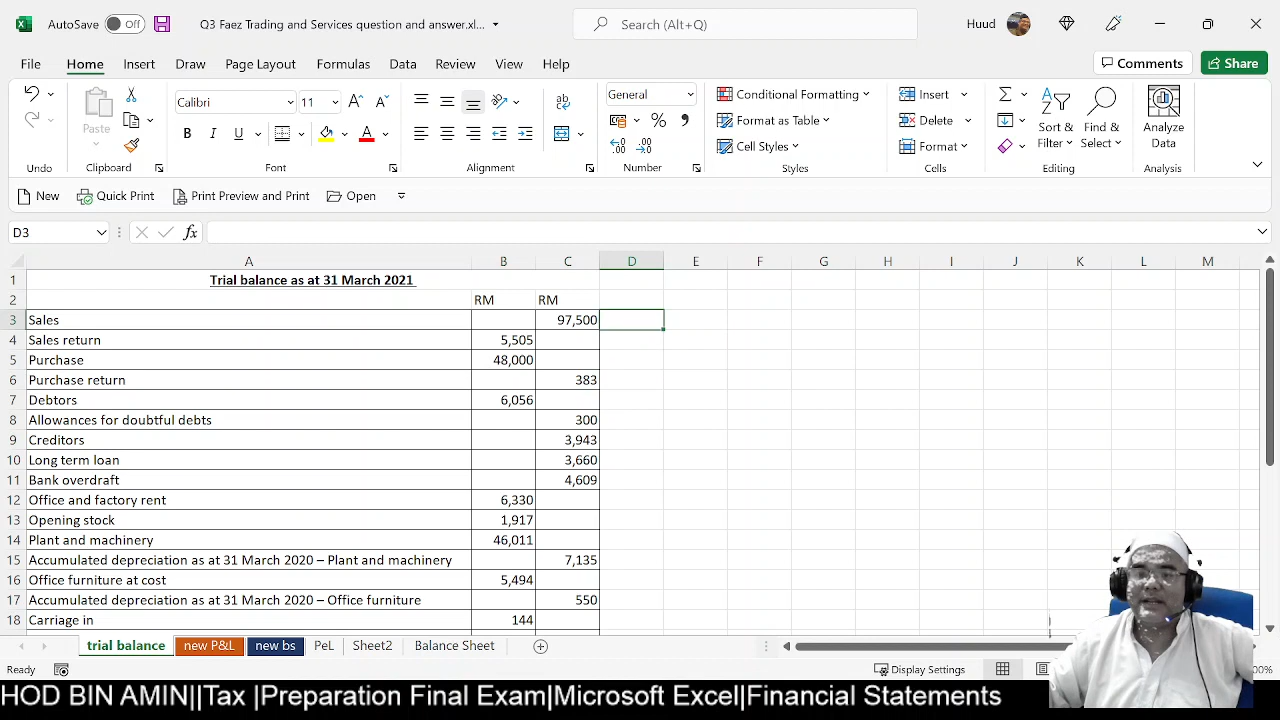 AutoSave Off Q3 Faez Trading and Services question and answer.xl... Search (Alt+Q) Huud
File Home Insert Draw Page Layout Formulas Data Review View Help Comments Share
Calibri 11 General Conditional Formatting Insert
Paste B I U % Format as Table Delete Sort & Find & Analyze
Cell Styles Format Filter Select Data
Undo Clipboard Font Alignment Number Styles Cells Editing Analysis
New Quick Print Print Preview and Print Open
D3 fx
A B C D E F G H I J K L M
1 Trial balance as at 31 March 2021
2 RM RM
3 Sales 97,500
4 Sales return 5,505
5 Purchase 48,000
6 Purchase return 383
7 Debtors 6,056
8 Allowances for doubtful debts 300
9 Creditors 3,943
10 Long term loan 3,660
11 Bank overdraft 4,609
12 Office and factory rent 6,330
13 Opening stock 1,917
14 Plant and machinery 46,011
15 Accumulated depreciation as at 31 March 2020 – Plant and machinery 7,135
16 Office furniture at cost 5,494
17 Accumulated depreciation as at 31 March 2020 – Office furniture 550
18 Carriage in 144
trial balance new P&L new bs PeL Sheet2 Balance Sheet
Ready Display Settings 00%
HOD BIN AMIN||Tax |Preparation Final Exam|Microsoft Excel|Financial Statements